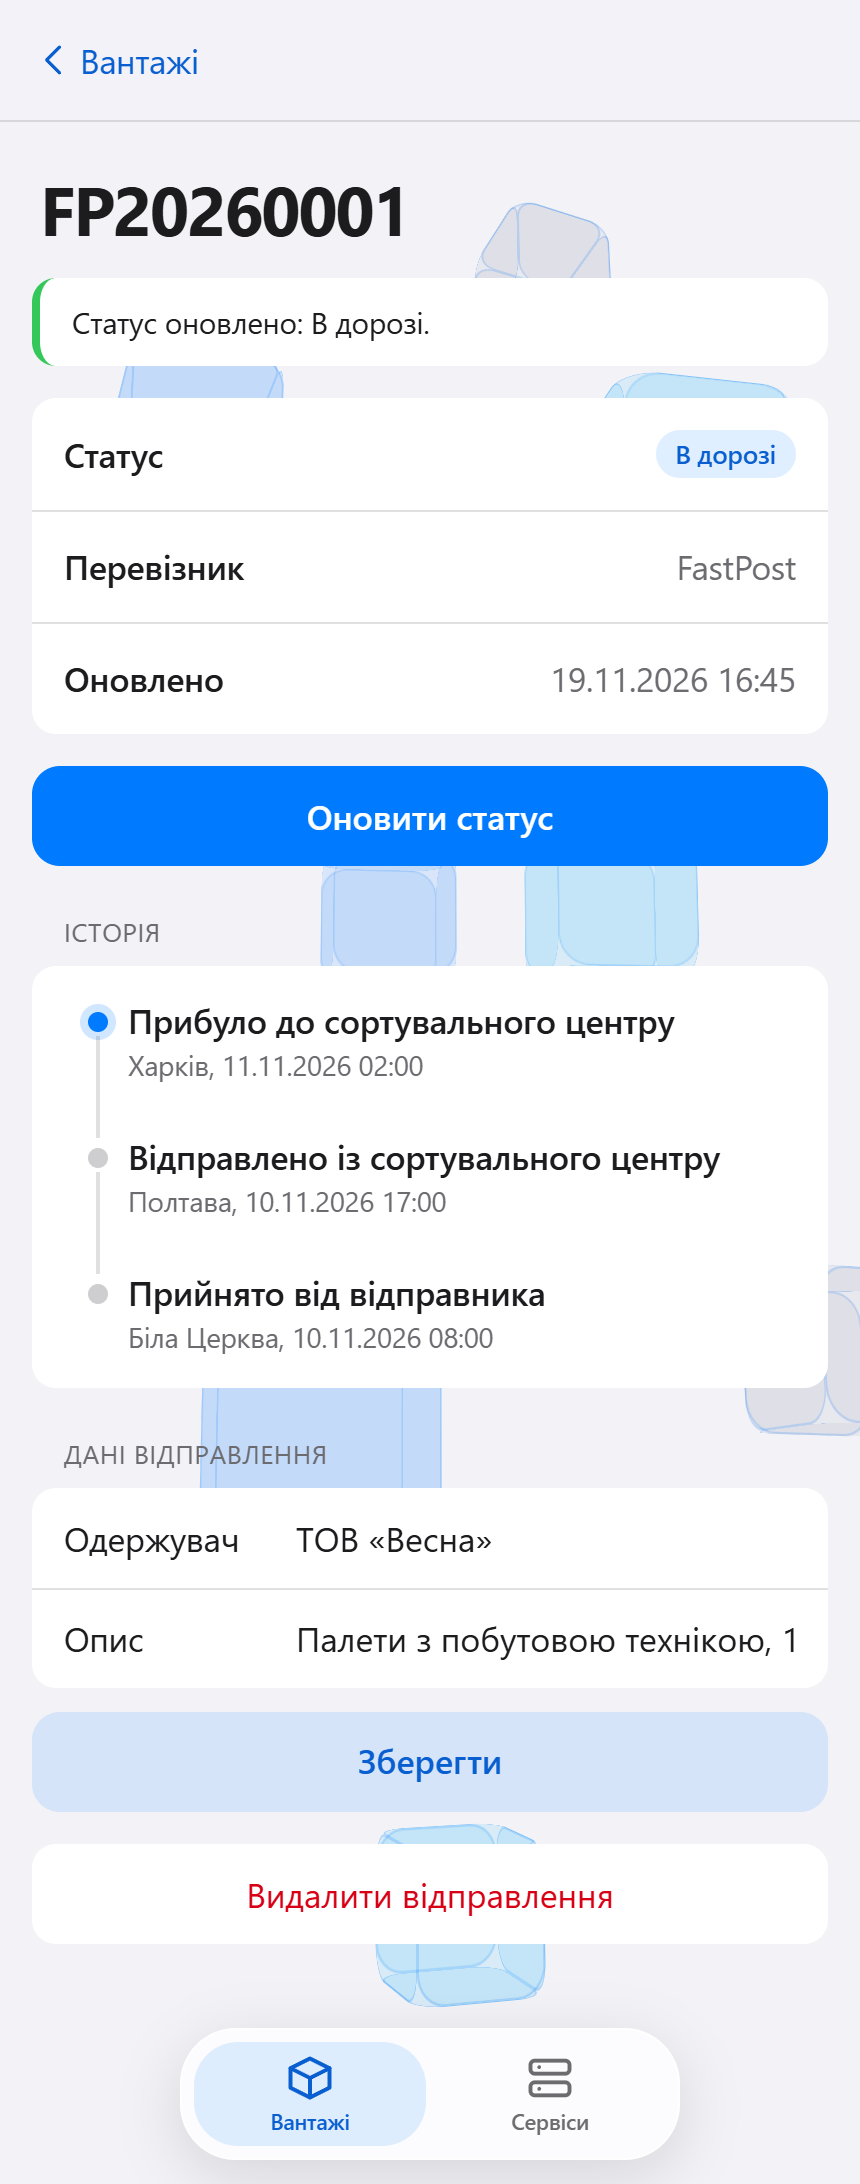 Вантажі
FP20260001
Статус оновлено: В дорозі.
Статус В дорозі
Перевізник FastPost
Оновлено 19.11.2026 16:45
Оновити статус
ІСТОРІЯ
Прибуло до сортувального центру
Харків, 11.11.2026 02:00
Відправлено із сортувального центру
Полтава, 10.11.2026 17:00
Прийнято від відправника
Біла Церква, 10.11.2026 08:00
ДАНІ ВІДПРАВЛЕННЯ
Одержувач ТОВ «Весна»
Опис Палети з побутовою технікою, 1
Зберегти
Видалити відправлення
Вантажі Сервіси